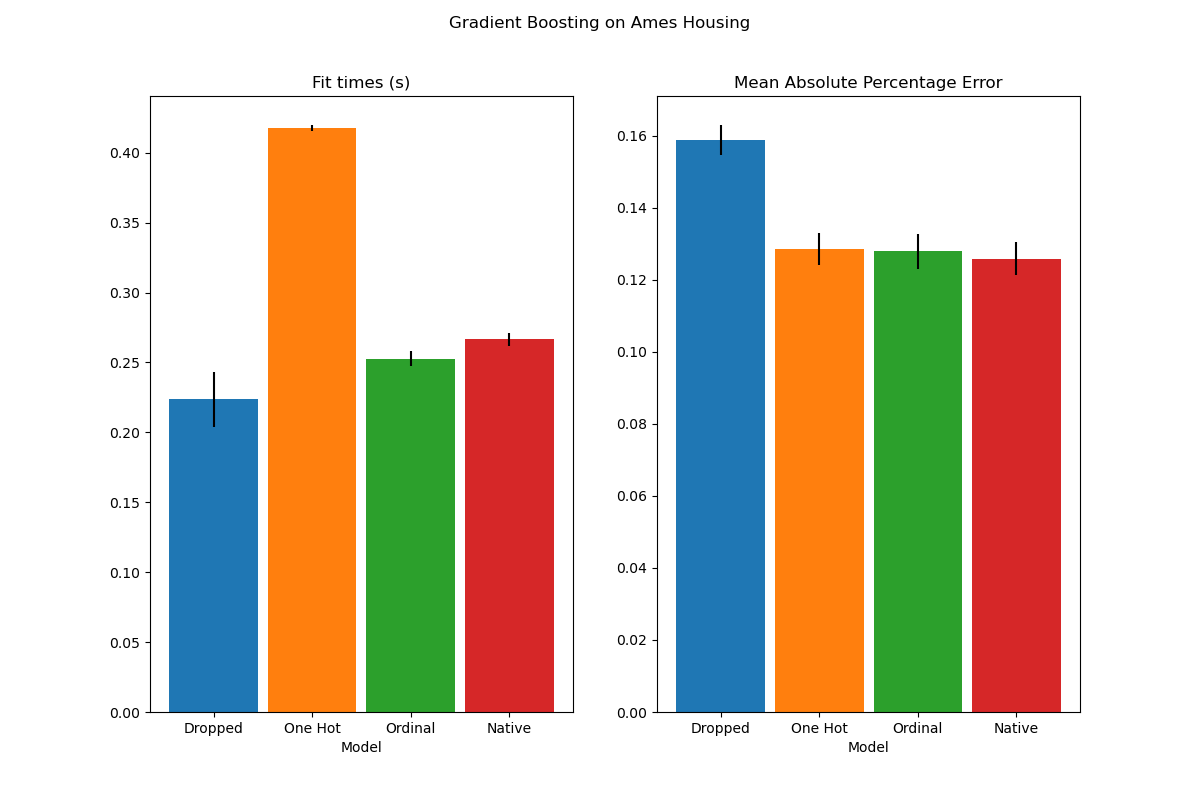 Gradient Boosting on Ames Housing
Fit times (s)
0.40
0.35
0.30
0.25
0.20
0.15
0.10
0.05
0.00
Dropped One Hot Ordinal Native
Model
Mean Absolute Percentage Error
0.16
0.14
0.12
0.10
0.08
0.06
0.04
0.02
0.00
Dropped One Hot Ordinal Native
Model